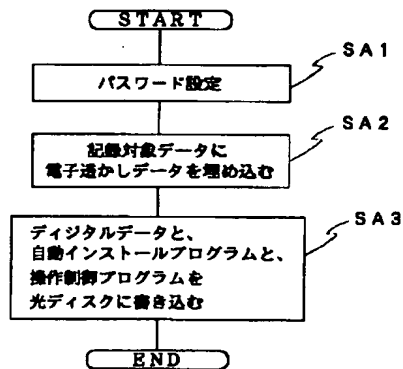 START
パスワード設定
SA1
記録対象データに
電子透かしデータを埋め込む
SA2
ディジタルデータと、
自動インストールプログラムと、
操作制御プログラムを
光ディスクに書き込む
SA3
END